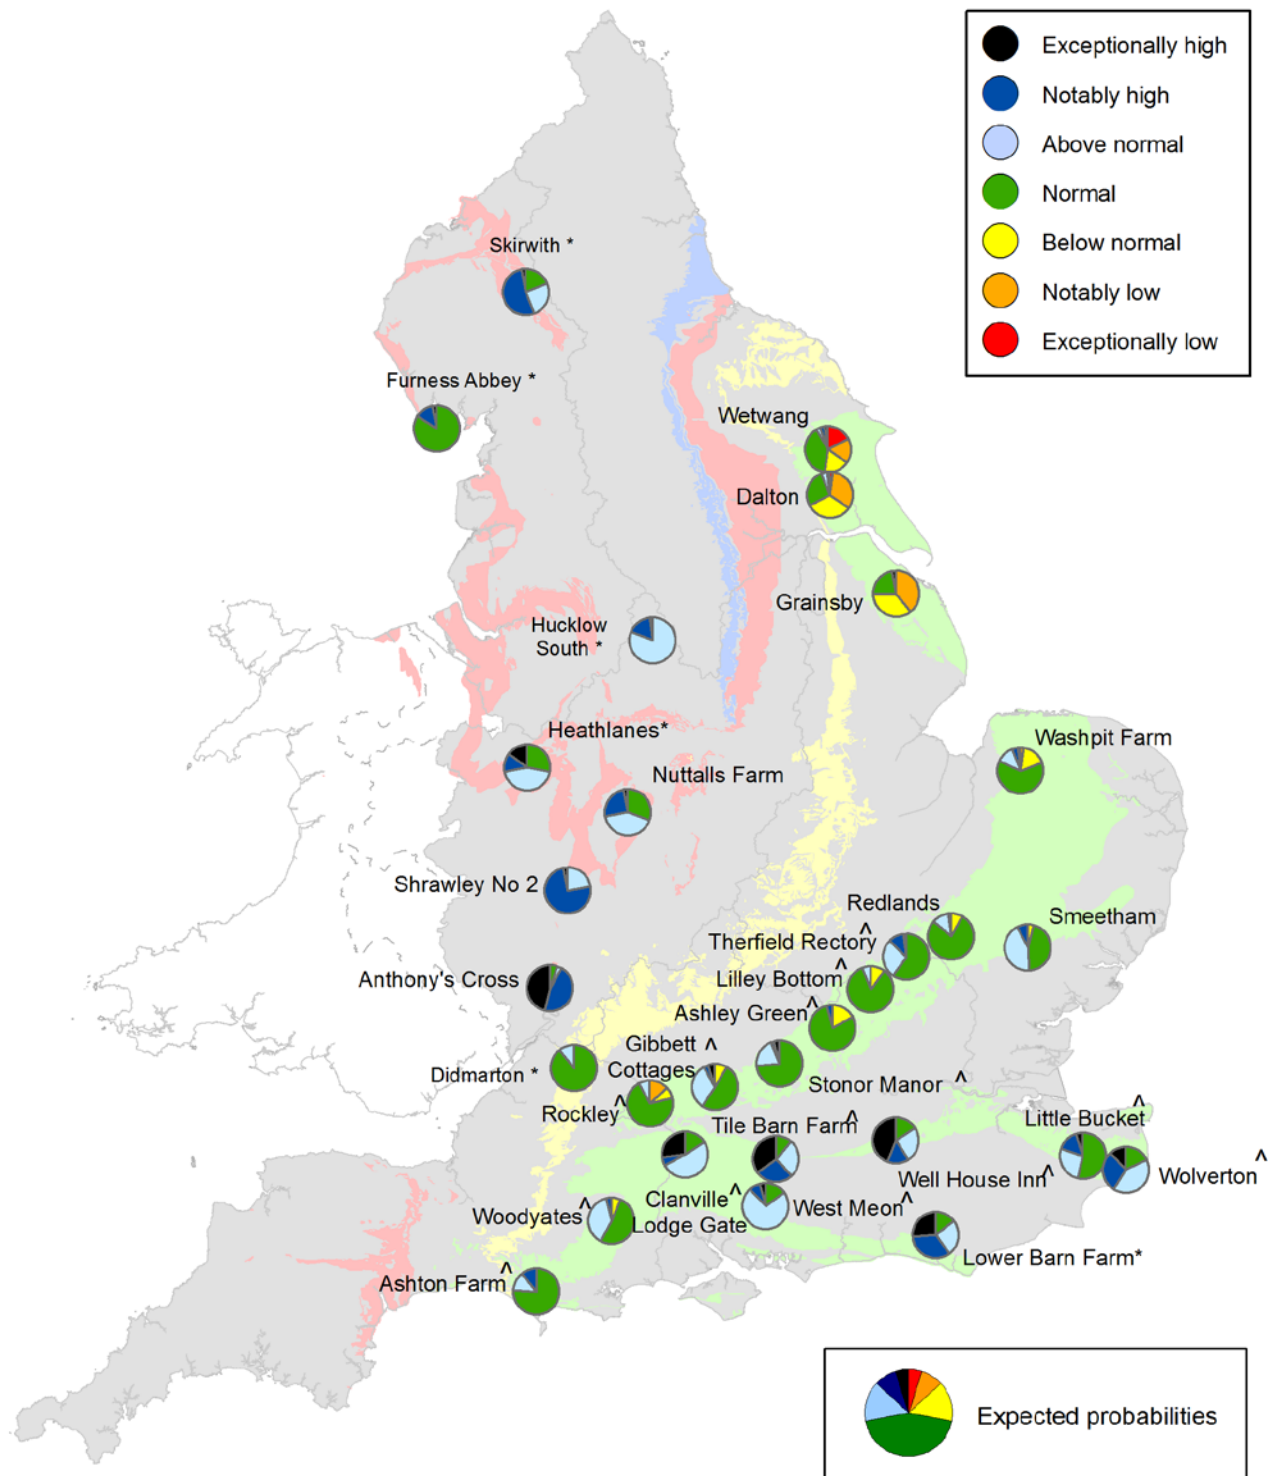 Exceptionally high
Notably high
Above normal
Normal
Below normal
Notably low
Exceptionally low
Skirwith *
Furness Abbey *
Wetwang
Dalton
Grainsby
Hucklow
South *
Heathlanes*
Nuttalls Farm
Washpit Farm
Shrawley No 2
Redlands
Smeetham
Therfield Rectory ^
Lilley Bottom ^
Anthony's Cross
Ashley Green ^
Gibbett ^
Cottages
Didmarton *
Stonor Manor ^
Rockley ^
Tile Barn Farm ^
Little Bucket ^
Well House Inn ^
Wolverton ^
Clanville ^
Lodge Gate
West Meon ^
Woodyates ^
Lower Barn Farm*
Ashton Farm ^
Expected probabilities